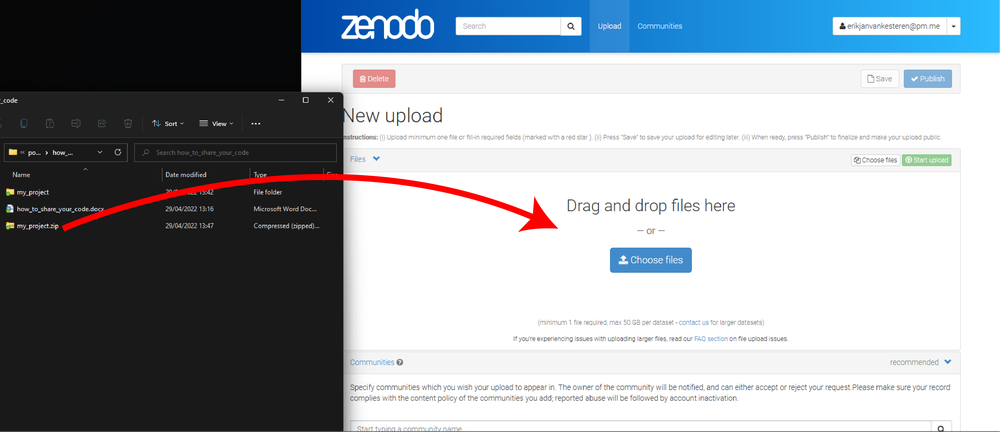 zenodo
Search
Upload
Communities
erikjanvankesteren@pm.me
Delete
Save
Publish
_code
New upload
nstructions: (i) Upload minimum one file or fill-in required fields (marked with a red star ). (ii) Press "Save" to save your upload for editing later. (iii) When ready, press "Publish" to finalize and make your upload public.
Sort
View
po...
how_...
Search how_to_share_your_code
Files
Choose files
Start upload
Name
Date modified
Type
my_project
29/04/2022 13:42
File folder
how_to_share_your_code.docx
29/04/2022 13:16
Microsoft Word Doc...
my_project.zip
29/04/2022 13:47
Compressed (zipped)...
Drag and drop files here
— or —
Choose files
(minimum 1 file required, max 50 GB per dataset - contact us for larger datasets)
If you're experiencing issues with uploading larger files, read our FAQ section on file upload issues.
Communities
recommended
Specify communities which you wish your upload to appear in. The owner of the community will be notified, and can either accept or reject your request.Please make sure your record
complies with the content policy of the communities you add; reported abuse will be followed by account inactivation.
Start typing a community name